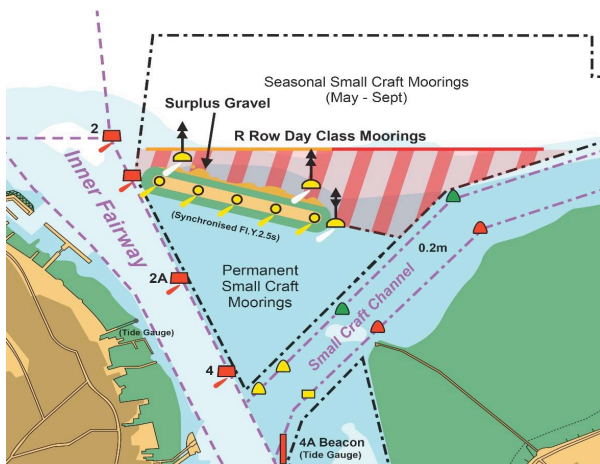 Seasonal Small Craft Moorings
(May - Sept)
Surplus Gravel
2
R Row Day Class Moorings
Inner Fairway
(Synchronised Fl.Y.2.5s)
0.2m
Permanent
Small Craft
Moorings
2A
Small Craft Channel
(Tide Gauge)
4
4A Beacon
(Tide Gauge)